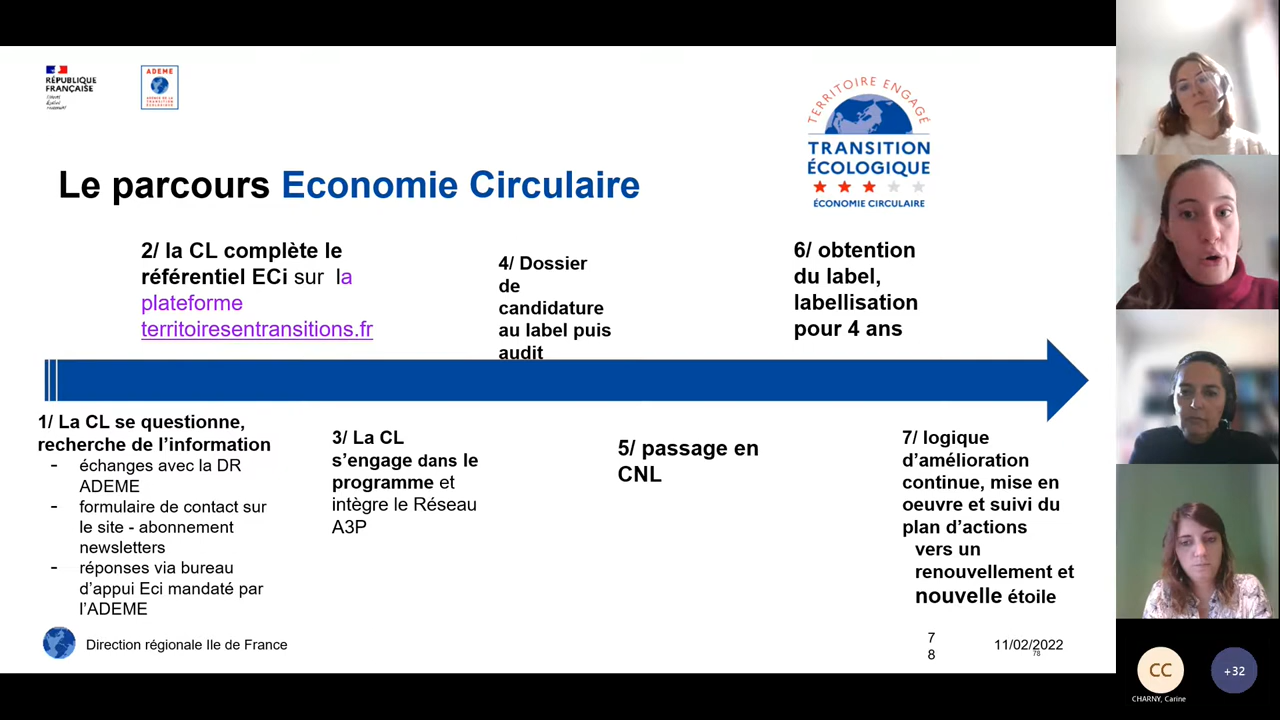 RÉPUBLIQUE
FRANÇAISE
ADEME
TERRITOIRE ENGAGÉ
TRANSITION
ÉCOLOGIQUE
ÉCONOMIE CIRCULAIRE
Le parcours Economie Circulaire
2/ la CL complète le
référentiel ECi sur la
plateforme
territoiresentransitions.fr
4/ Dossier
de
candidature
au label puis
audit
6/ obtention
du label,
labellisation
pour 4 ans
1/ La CL se questionne,
recherche de l’information
- échanges avec la DR
ADEME
- formulaire de contact sur
le site - abonnement
newsletters
- réponses via bureau
d’appui Eci mandaté par
l’ADEME
3/ La CL
s’engage dans le
programme et
intègre le Réseau
A3P
5/ passage en
CNL
7/ logique
d’amélioration
continue, mise en
oeuvre et suivi du
plan d’actions
vers un
renouvellement et
nouvelle étoile
Direction régionale Ile de France
7
8
11/02/2022
78
CC
CHARNY, Carine
+32